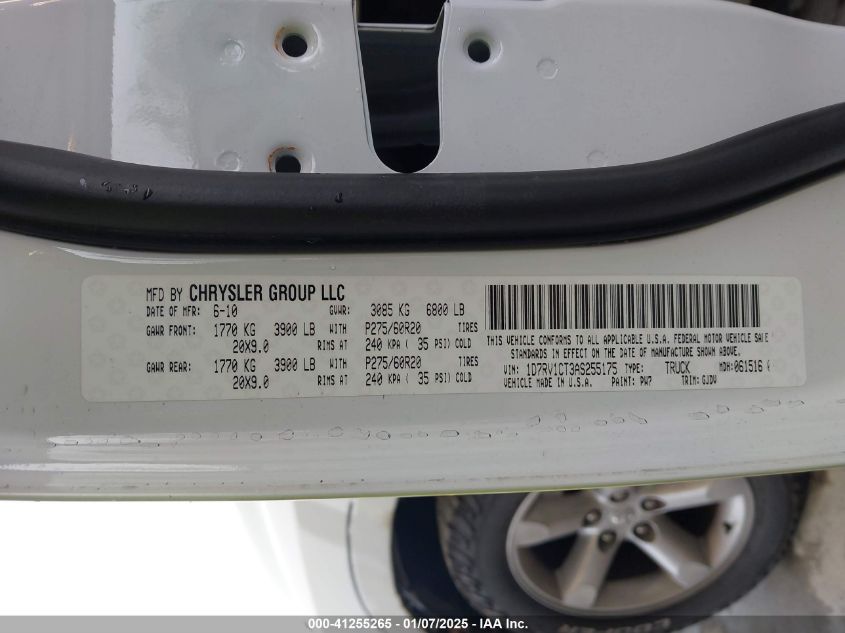 MFD BY CHRYSLER GROUP LLC
DATE OF MFR: 6-10 GVWR: 3085 KG 6800 LB
GAWR FRONT: 1770 KG 3900 LB WITH P275/60R20 TIRES
20X9.0 RIMS AT 240 KPA ( 35 PSI) COLD
GAWR REAR: 1770 KG 3900 LB WITH P275/60R20 TIRES
20X9.0 RIMS AT 240 KPA ( 35 PSI) COLD
THIS VEHICLE CONFORMS TO ALL APPLICABLE U.S.A. FEDERAL MOTOR VEHICLE SAFE
STANDARDS IN EFFECT ON THE DATE OF MANUFACTURE SHOWN ABOVE.
VIN: 1D7RV1CT3AS255175 TYPE: TRUCK MDH: 061516
VEHICLE MADE IN U.S.A. PAINT: PW7 TRIM: GJDV
000-41255265 - 01/07/2025 - IAA Inc.